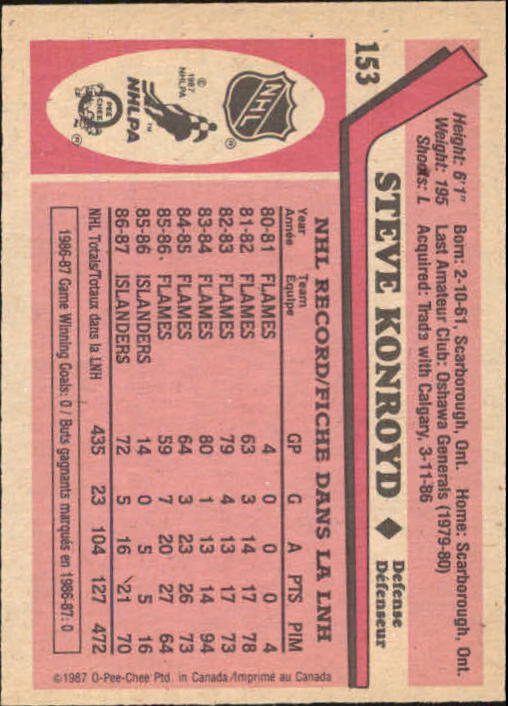 153
Height: 6'1" Born: 2-10-61, Scarborough, Ont. Home: Scarborough, Ont.
Weight: 195 Last Amateur Club: Oshawa Generals (1979-80)
Shoots: L Acquired: Trade with Calgary, 3-11-86
STEVE KONROYD ◆ Defense
Défenseur
NHL
®
© 1987 NHLPA
NHLPA
TM
O PEE CHEE
®
NHL RECORD/FICHE DANS LA LNH
Year Team GP G A PTS PIM
Année Équipe
80-81 FLAMES 4 0 0 0 4
81-82 FLAMES 63 3 14 17 78
82-83 FLAMES 79 4 13 17 73
83-84 FLAMES 80 1 13 14 94
84-85 FLAMES 64 3 23 26 73
85-86 FLAMES 59 7 20 27 64
85-86 ISLANDERS 14 0 5 5 16
86-87 ISLANDERS 72 5 16 21 70
NHL Totals/Totaux dans la LNH 435 23 104 127 472
1986-87 Game Winning Goals: 0 / Buts gagnants marqués en 1986-87: 0
©1987 O-Pee-Chee Ptd. in Canada/Imprimé au Canada